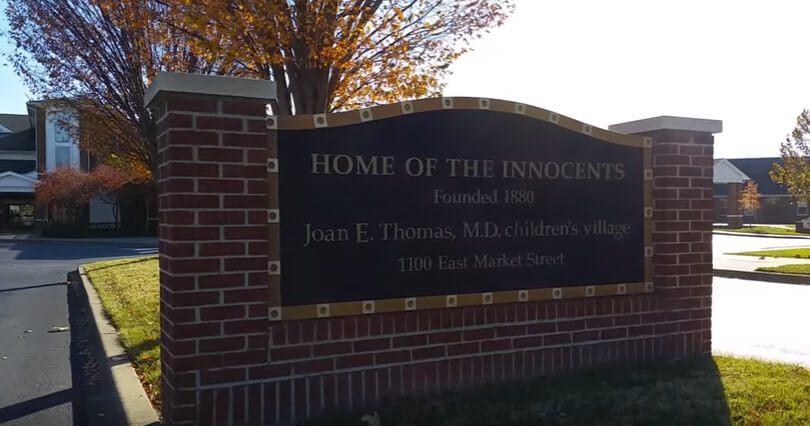 HOME OF THE INNOCENTS
Founded 1880
Joan E. Thomas, M.D. children's village
1100 East Market Street